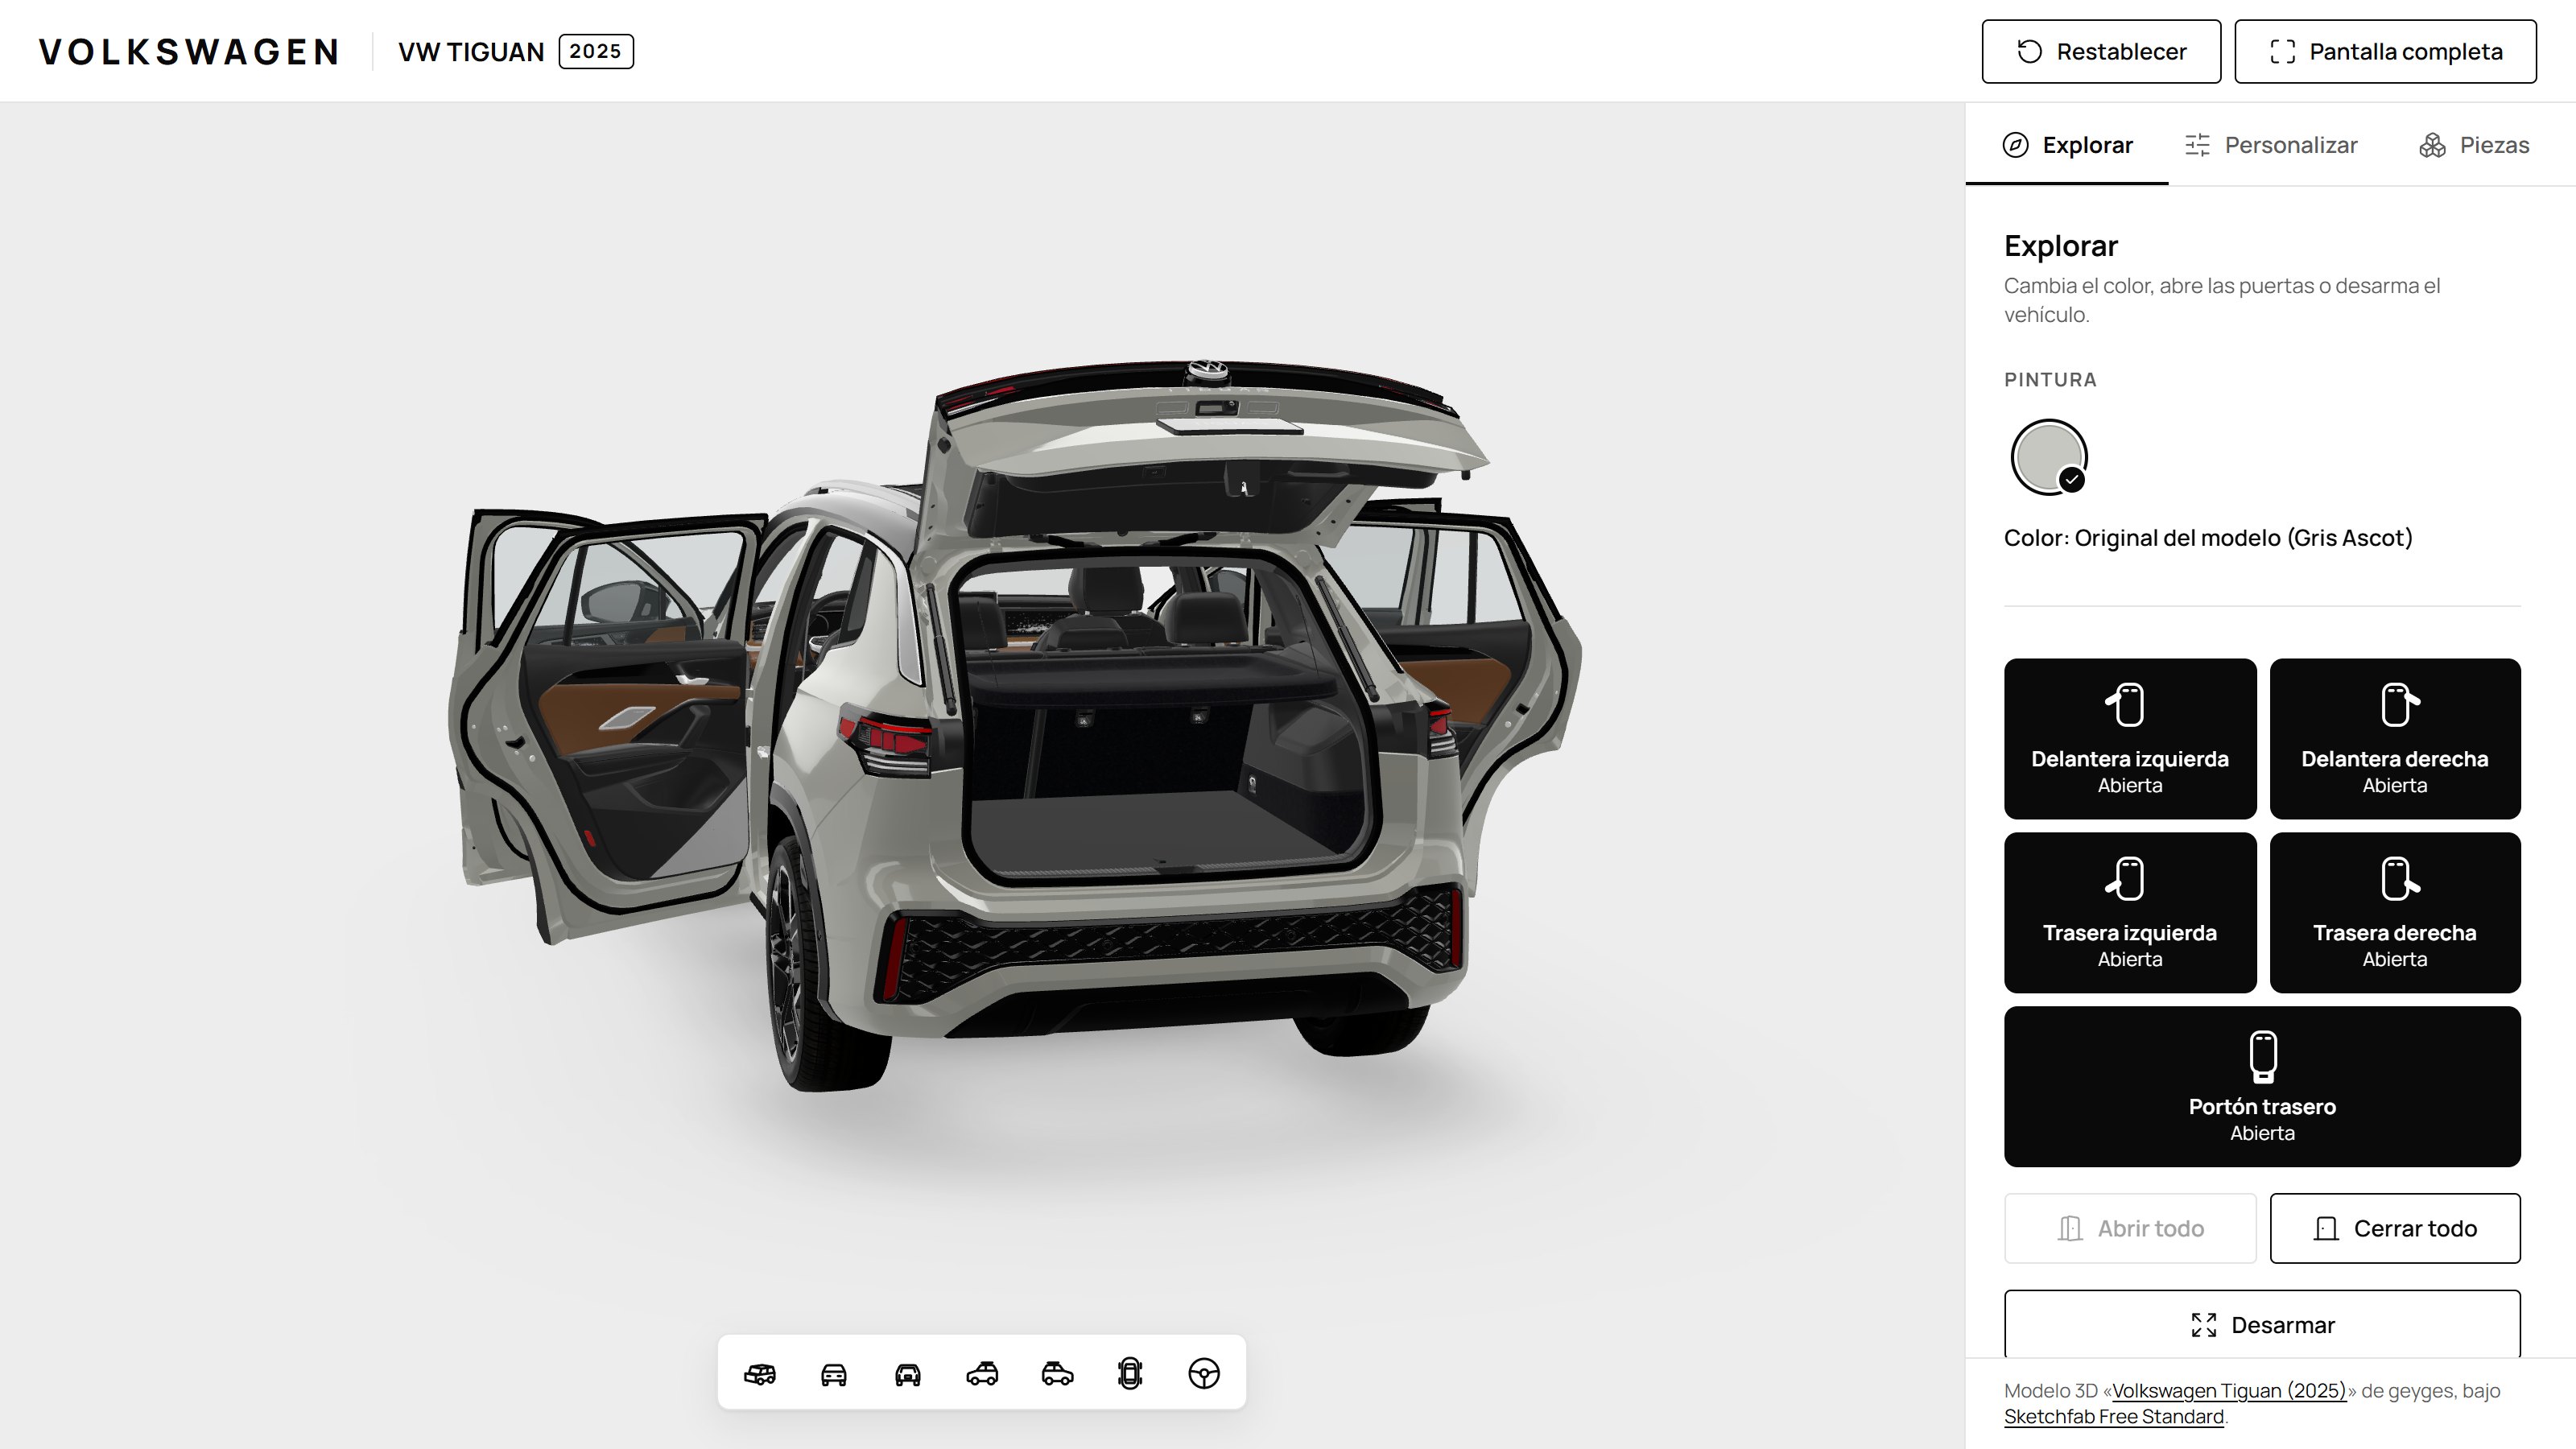 VOLKSWAGEN
VW TIGUAN 2025
Restablecer
Pantalla completa
Explorar
Personalizar
Piezas
Explorar
Cambia el color, abre las puertas o desarma el
vehículo.
PINTURA
Color: Original del modelo (Gris Ascot)
Delantera izquierda
Abierta
Delantera derecha
Abierta
Trasera izquierda
Abierta
Trasera derecha
Abierta
Portón trasero
Abierta
Abrir todo
Cerrar todo
Desarmar
Modelo 3D «Volkswagen Tiguan (2025)» de geyges, bajo
Sketchfab Free Standard.